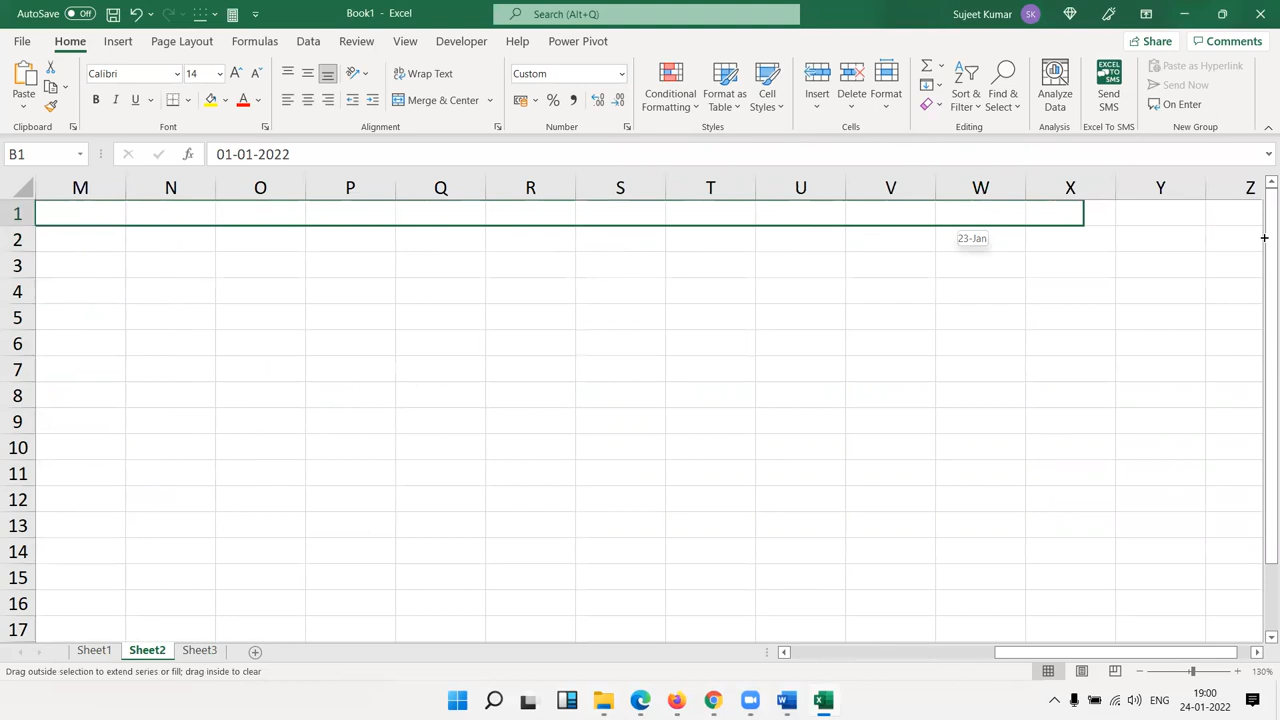 AutoSave Off Book1 - Excel Search (Alt+Q) Sujeet Kumar SK
File Home Insert Page Layout Formulas Data Review View Developer Help Power Pivot Share Comments
Calibri 14 Wrap Text Custom Σ Paste as Hyperlink
Send Now
Paste B I U A Merge & Center % Conditional Formatting Format as Table Cell Styles Insert Delete Format Sort & Filter Find & Select Analyze Data Send SMS On Enter
Clipboard Font Alignment Number Styles Cells Editing Analysis Excel To SMS New Group
B1 fx 01-01-2022
M N O P Q R S T U V W X Y Z
1
2 23-Jan
3
4
5
6
7
8
9
10
11
12
13
14
15
16
17
Sheet1 Sheet2 Sheet3
Drag outside selection to extend series or fill; drag inside to clear 130%
ENG 19:00
24-01-2022